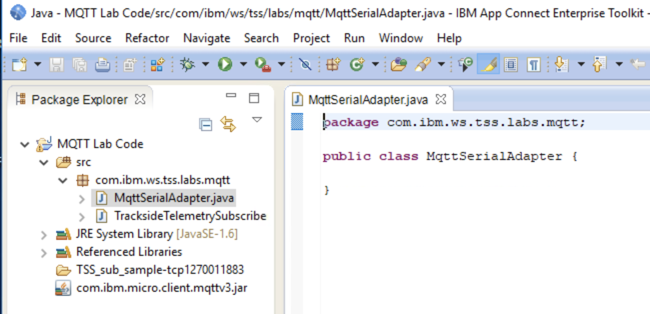 Java - MQTT Lab Code/src/com/ibm/ws/tss/labs/mqtt/MqttSerialAdapter.java - IBM App Connect Enterprise Toolkit -
File Edit Source Refactor Navigate Search Project Run Window Help
Package Explorer
MQTT Lab Code
src
com.ibm.ws.tss.labs.mqtt
MqttSerialAdapter.java
TracksideTelemetrySubscribe
JRE System Library [JavaSE-1.6]
Referenced Libraries
TSS_sub_sample-tcp1270011883
com.ibm.micro.client.mqttv3.jar
MqttSerialAdapter.java
package com.ibm.ws.tss.labs.mqtt;
public class MqttSerialAdapter {
}